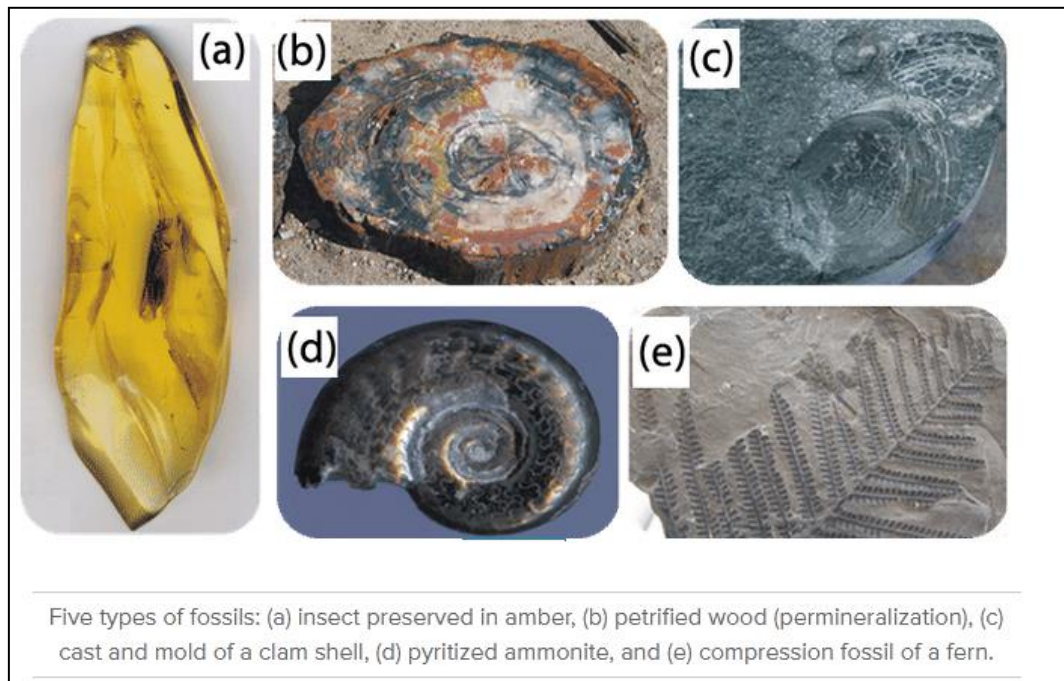 (a)
(b)
(c)
(d)
(e)
Five types of fossils: (a) insect preserved in amber, (b) petrified wood (permineralization), (c)
cast and mold of a clam shell, (d) pyritized ammonite, and (e) compression fossil of a fern.